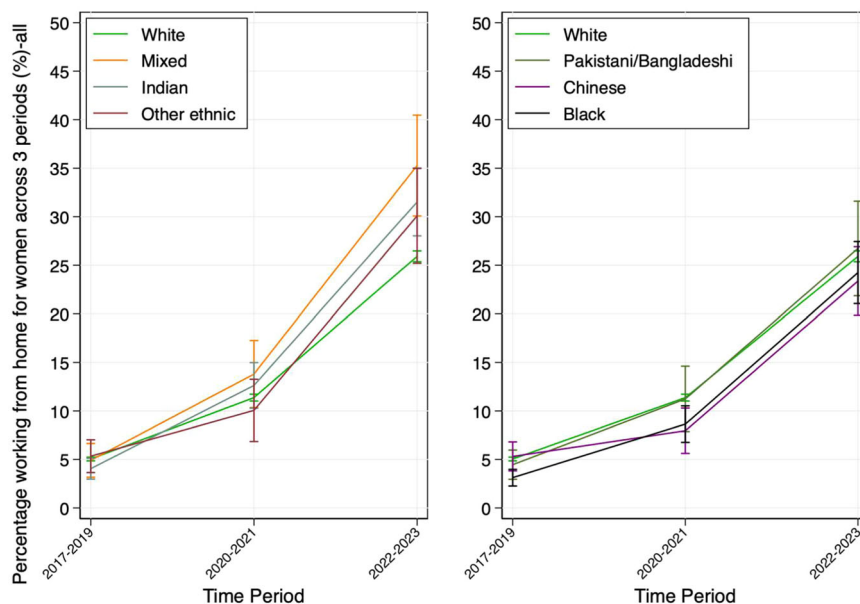 Percentage working from home for women across 3 periods (%)-all
50
45
40
35
30
25
20
15
10
5
0
White
Mixed
Indian
Other ethnic
2017-2019
2020-2021
2022-2023
Time Period
50
45
40
35
30
25
20
15
10
5
0
White
Pakistani/Bangladeshi
Chinese
Black
2017-2019
2020-2021
2022-2023
Time Period